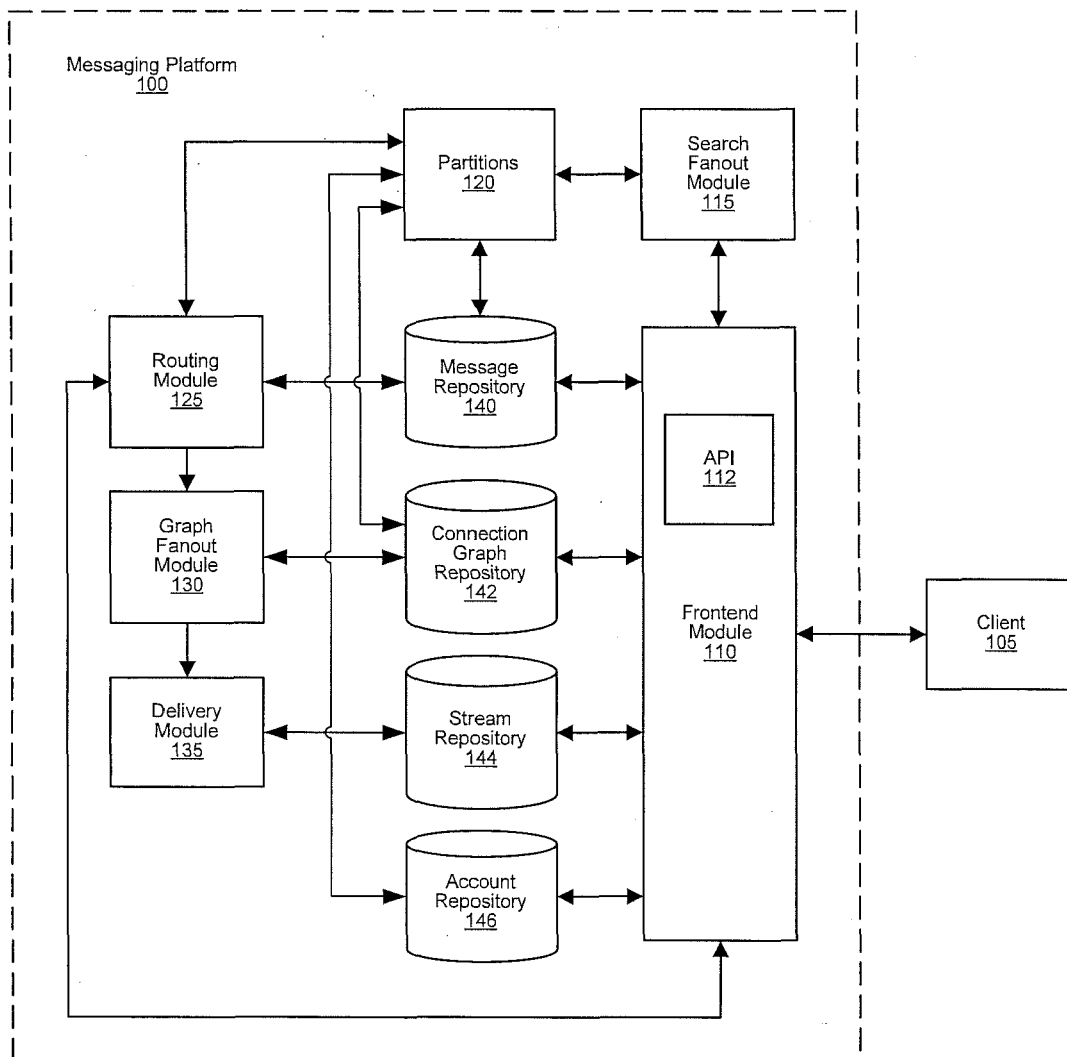 Messaging Platform
100
Partitions
120
Search
Fanout
Module
115
Routing
Module
125
Message
Repository
140
API
112
Graph
Fanout
Module
130
Connection
Graph
Repository
142
Frontend
Module
110
Client
105
Delivery
Module
135
Stream
Repository
144
Account
Repository
146